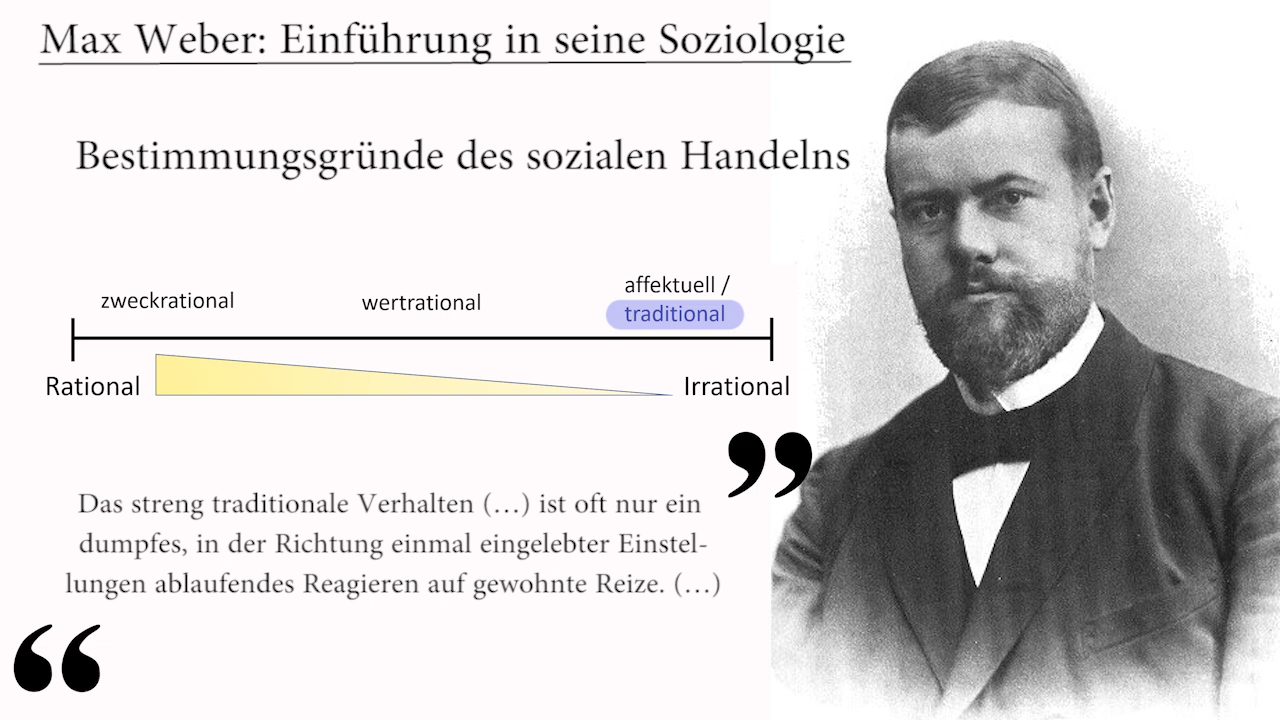 Max Weber: Einführung in seine Soziologie
Bestimmungsgründe des sozialen Handelns
zweckrational
wertrational
affektuell /
traditional
Rational
Irrational
”
Das streng traditionale Verhalten (…) ist oft nur ein
dumpfes, in der Richtung einmal eingelebter Einstel-
lungen ablaufendes Reagieren auf gewohnte Reize. (…)
“